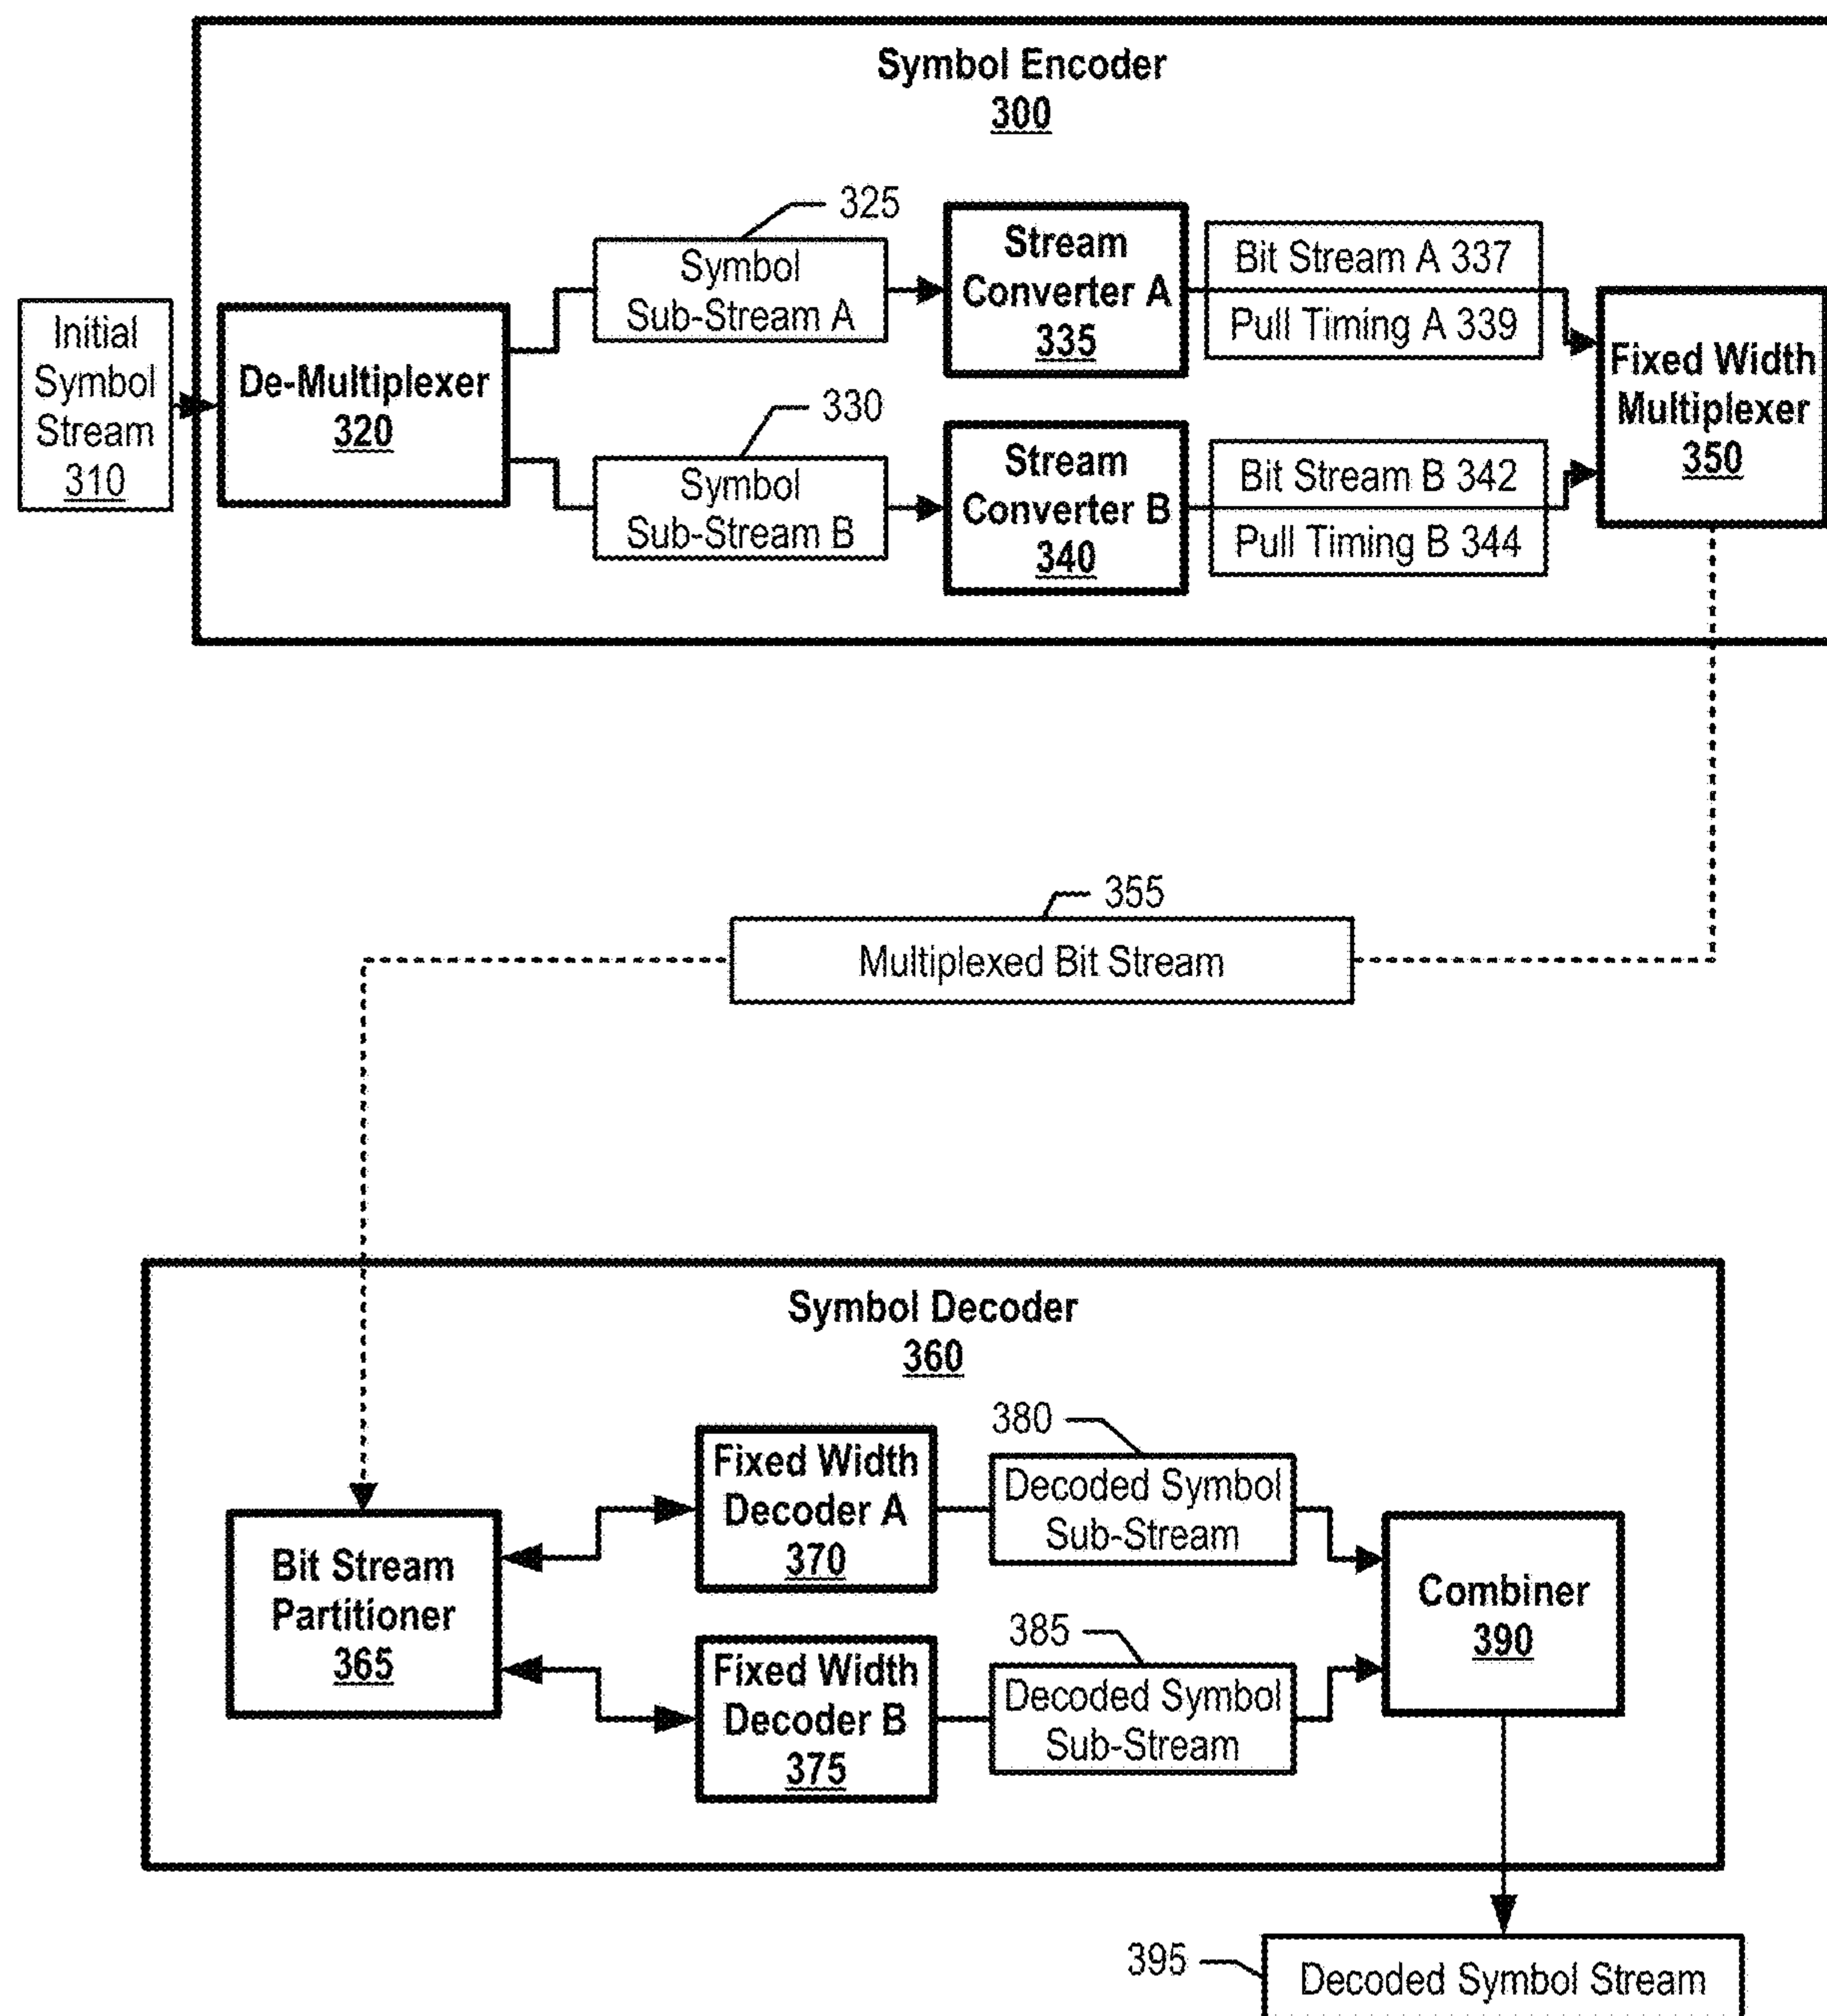 Symbol Encoder
300
325
Symbol
Sub-Stream A
Stream
Converter A
335
Bit Stream A 337
Pull Timing A 339
Initial
Symbol
Stream
310
De-Multiplexer
320
Fixed Width
Multiplexer
350
330
Symbol
Sub-Stream B
Stream
Converter B
340
Bit Stream B 342
Pull Timing B 344
355
Multiplexed Bit Stream
Symbol Decoder
360
Bit Stream
Partitioner
365
Fixed Width
Decoder A
370
380
Decoded Symbol
Sub-Stream
Fixed Width
Decoder B
375
385
Decoded Symbol
Sub-Stream
Combiner
390
395
Decoded Symbol Stream